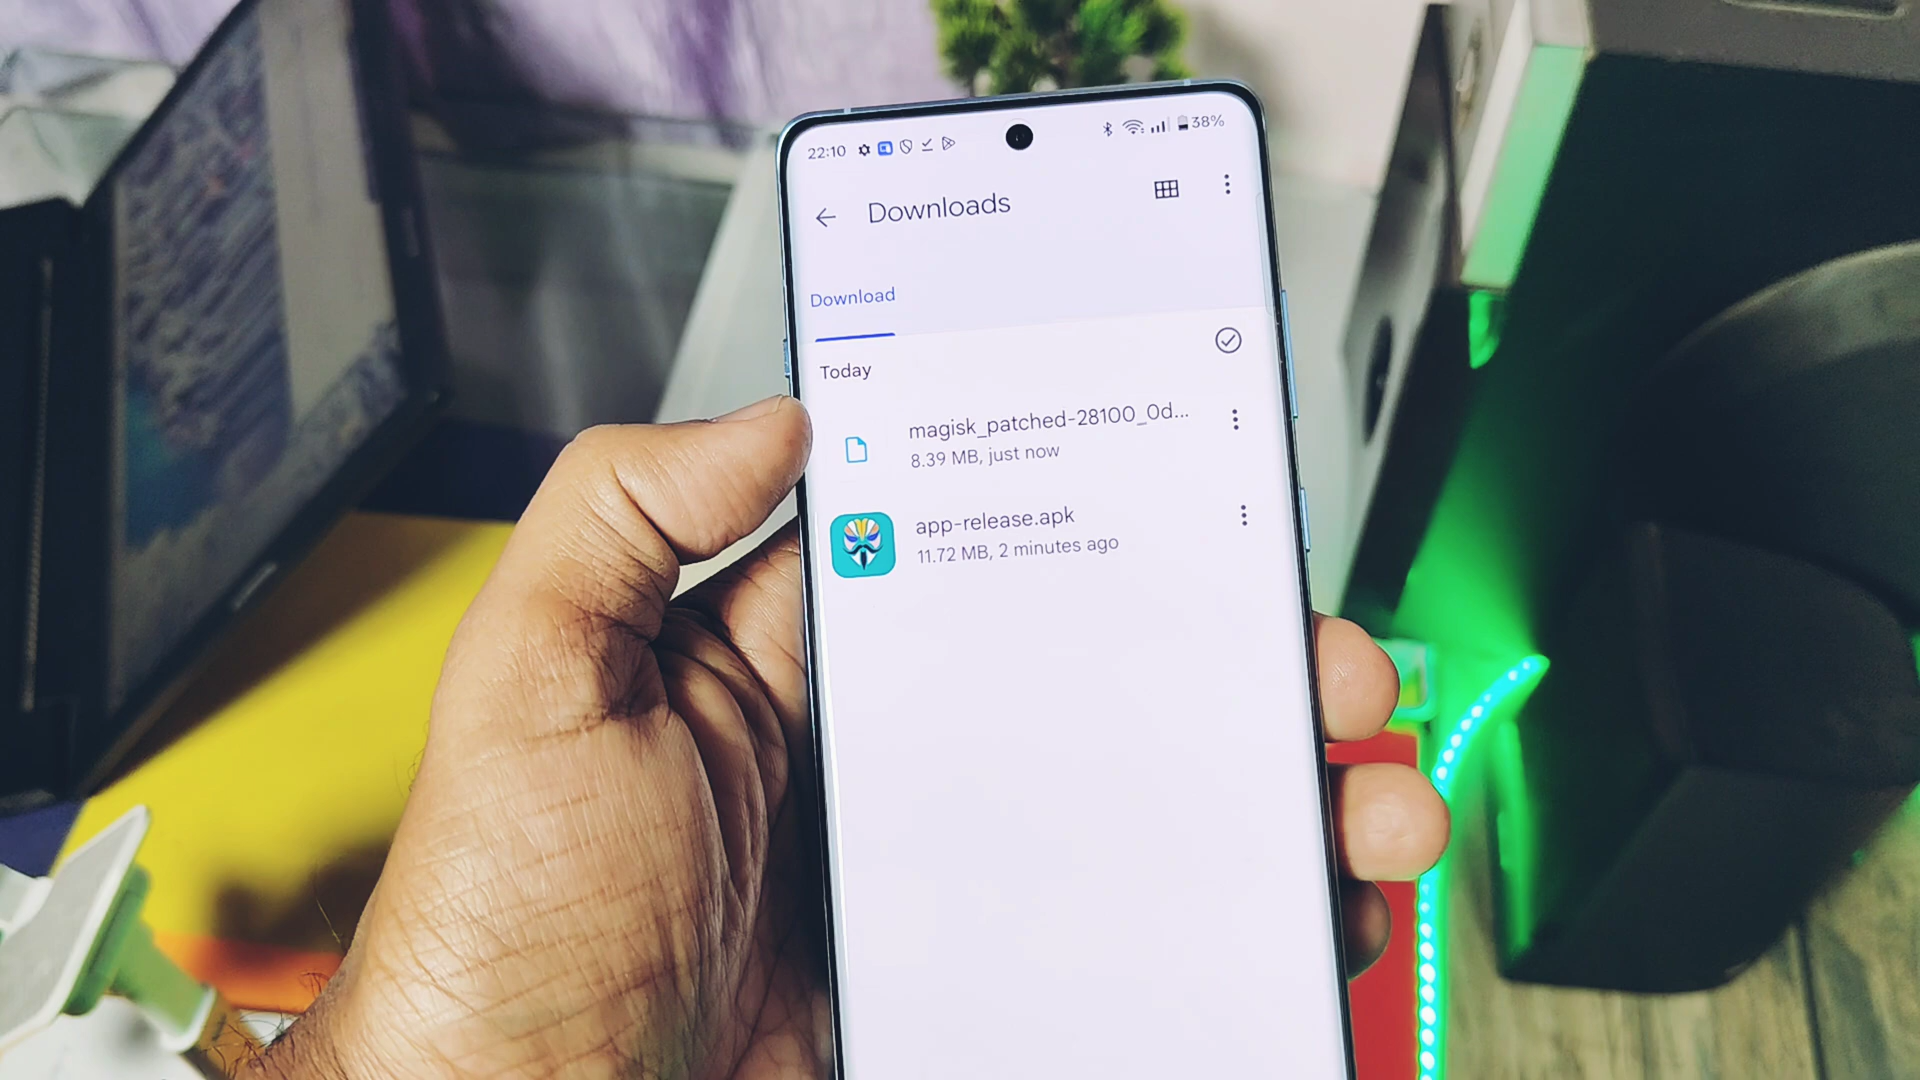 22:10
38%
Downloads
Download
Today
magisk_patched-28100_0d...
8.39 MB, just now
app-release.apk
11.72 MB, 2 minutes ago